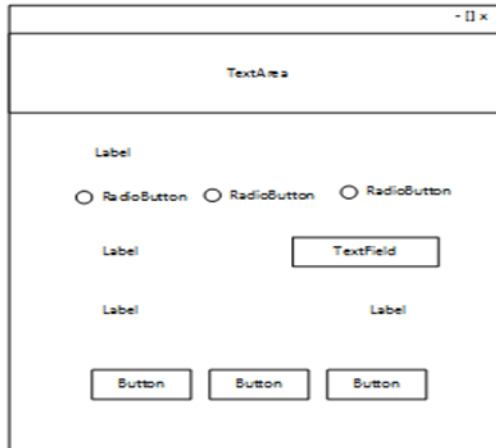 - [] x
TextArea
Label
RadioButton RadioButton RadioButton
Label TextField
Label Label
Button Button Button